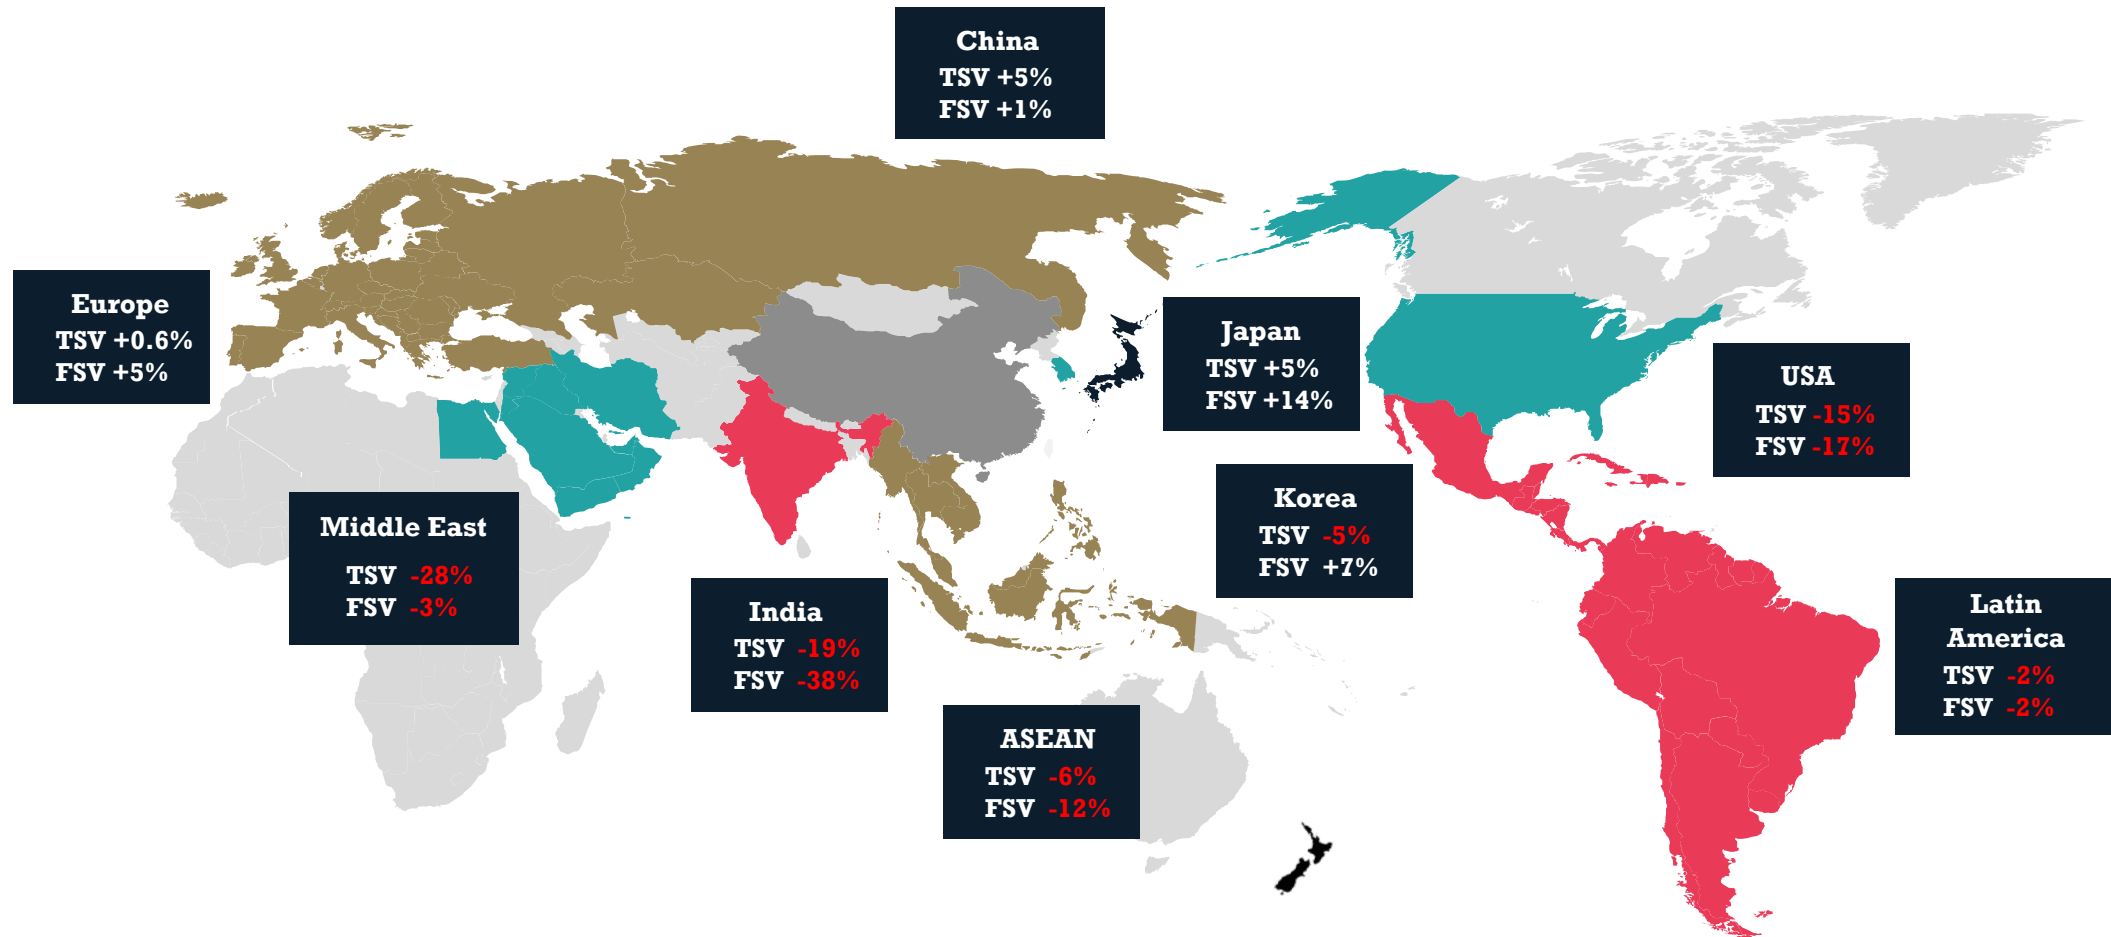 China
TSV +5%
FSV +1%
Europe
TSV +0.6%
FSV +5%
Japan
TSV +5%
FSV +14%
USA
TSV -15%
FSV -17%
Korea
TSV -5%
FSV +7%
Middle East
TSV -28%
FSV -3%
India
TSV -19%
FSV -38%
Latin
America
TSV -2%
FSV -2%
ASEAN
TSV -6%
FSV -12%